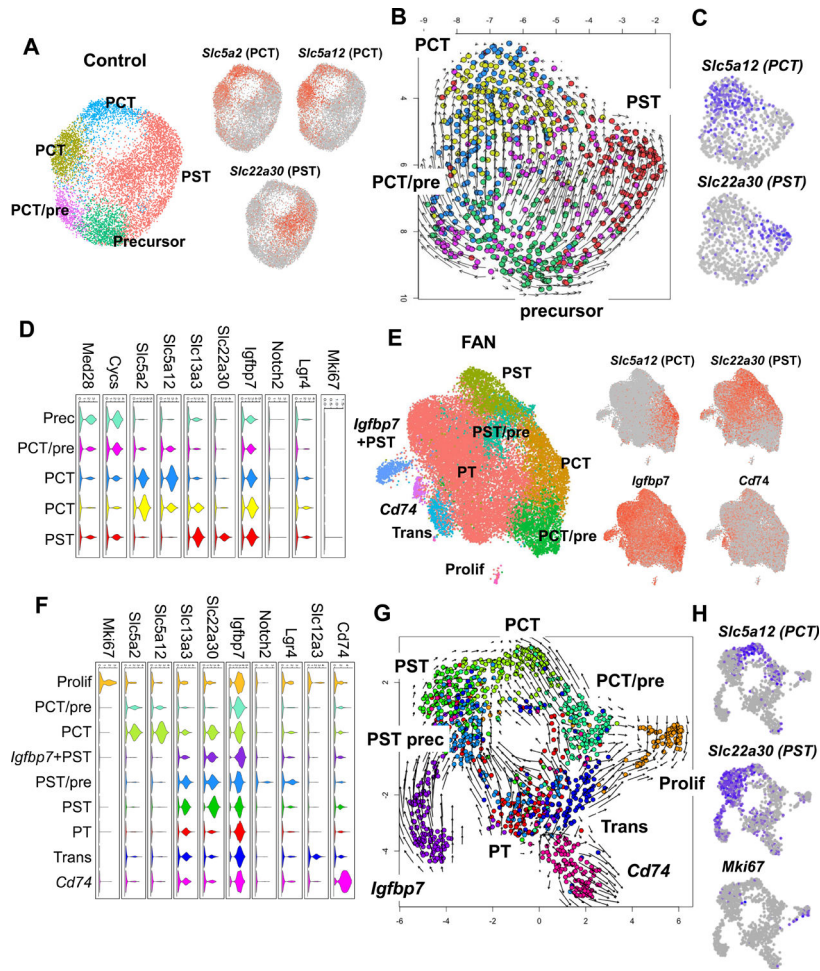 A
Control
Slc5a2 (PCT)
Slc5a12 (PCT)
PCT
PCT
PST
Slc22a30 (PST)
PCT/pre
Precursor
B
-9 -8 -7 -6 -5 -4 -3 -2
PCT
4
PST
6
PCT/pre
8
10
precursor
C
Slc5a12 (PCT)
Slc22a30 (PST)
D
Med28
Cycs
Slc5a2
Slc5a12
Slc13a3
Slc22a30
Igfbp7
Notch2
Lgr4
Mki67
Prec
PCT/pre
PCT
PCT
PST
E
FAN
PST
Igfbp7
+PST
PST/pre
PT
PCT
Cd74
Trans
PCT/pre
Prolif
Slc5a12 (PCT)
Slc22a30 (PST)
Igfbp7
Cd74
F
Mki67
Slc5a2
Slc5a12
Slc13a3
Slc22a30
Igfbp7
Notch2
Lgr4
Slc12a3
Cd74
Prolif
PCT/pre
PCT
Igfbp7+PST
PST/pre
PST
PT
Trans
Cd74
G
PCT
PST
2
PCT/pre
PST prec
Prolif
-2
Trans
PT
-4
Igfbp7
Cd74
-6 -4 -2 0 2 4 6
H
Slc5a12 (PCT)
Slc22a30 (PST)
Mki67